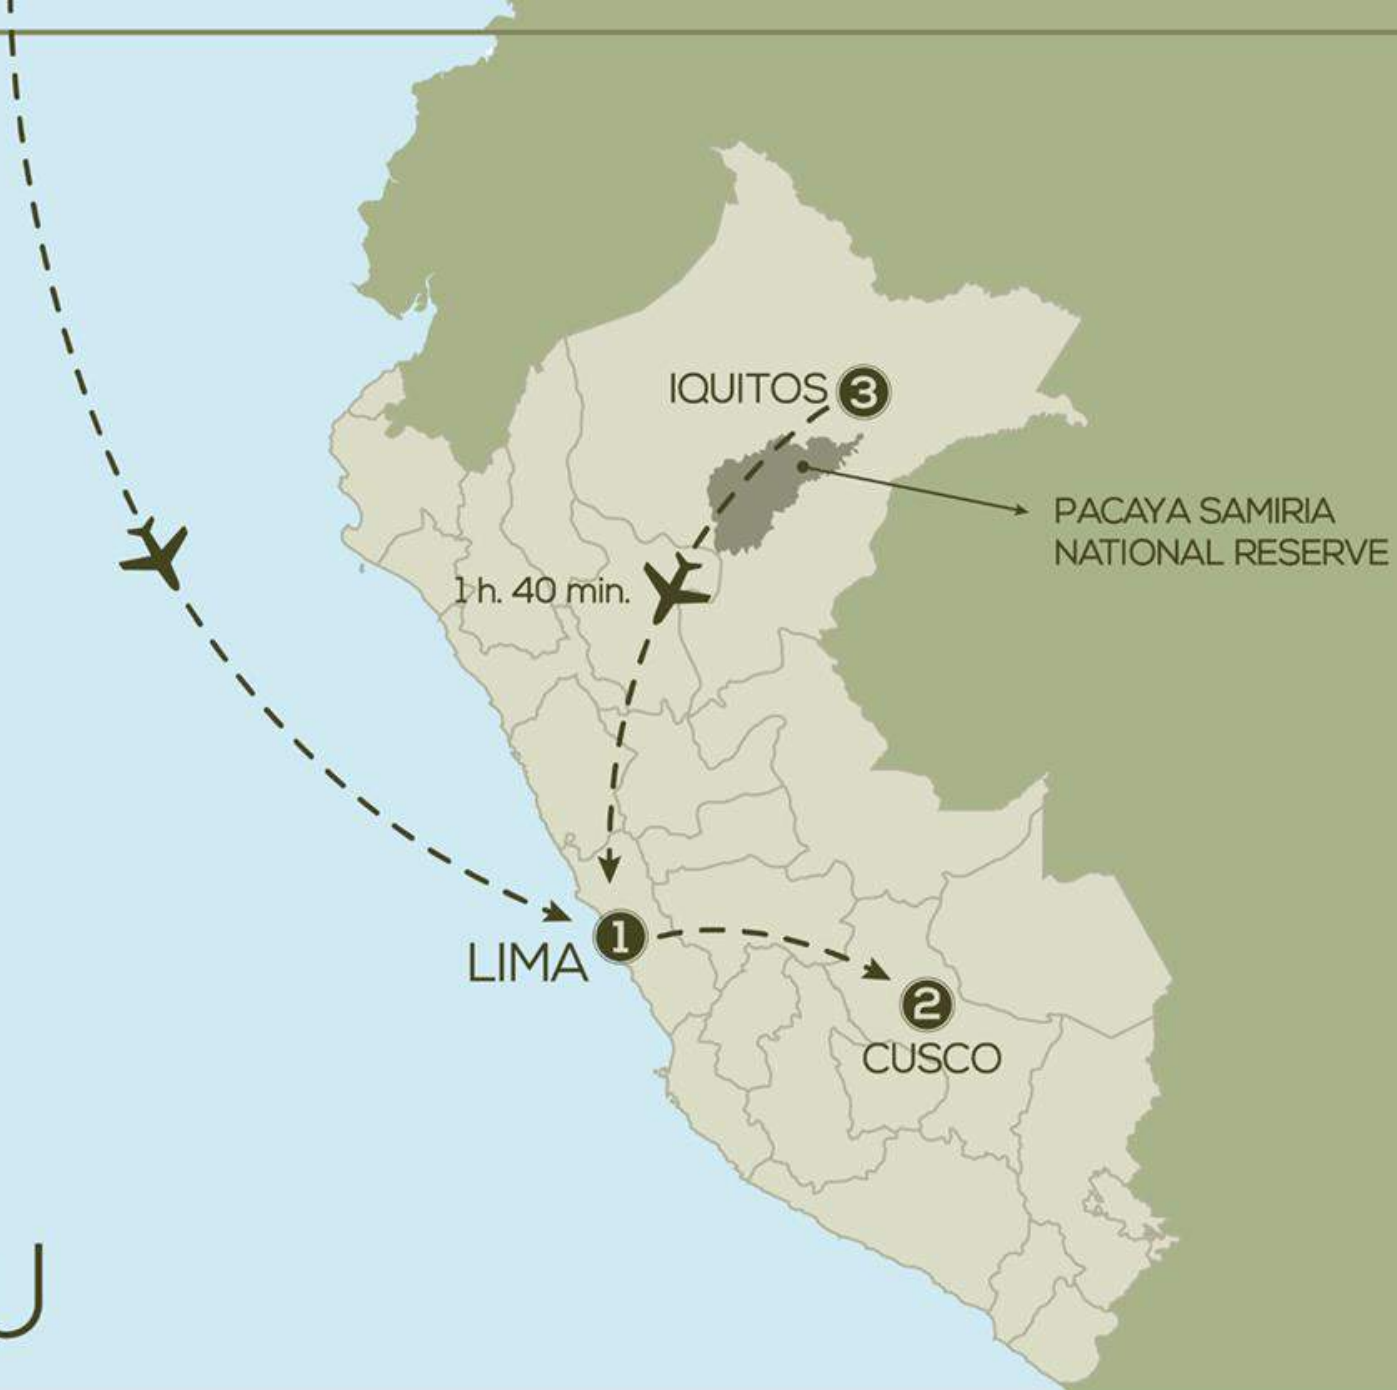 IQUITOS 3
PACAYA SAMIRIA
NATIONAL RESERVE
1 h. 40 min.
1
LIMA
2
CUSCO
U